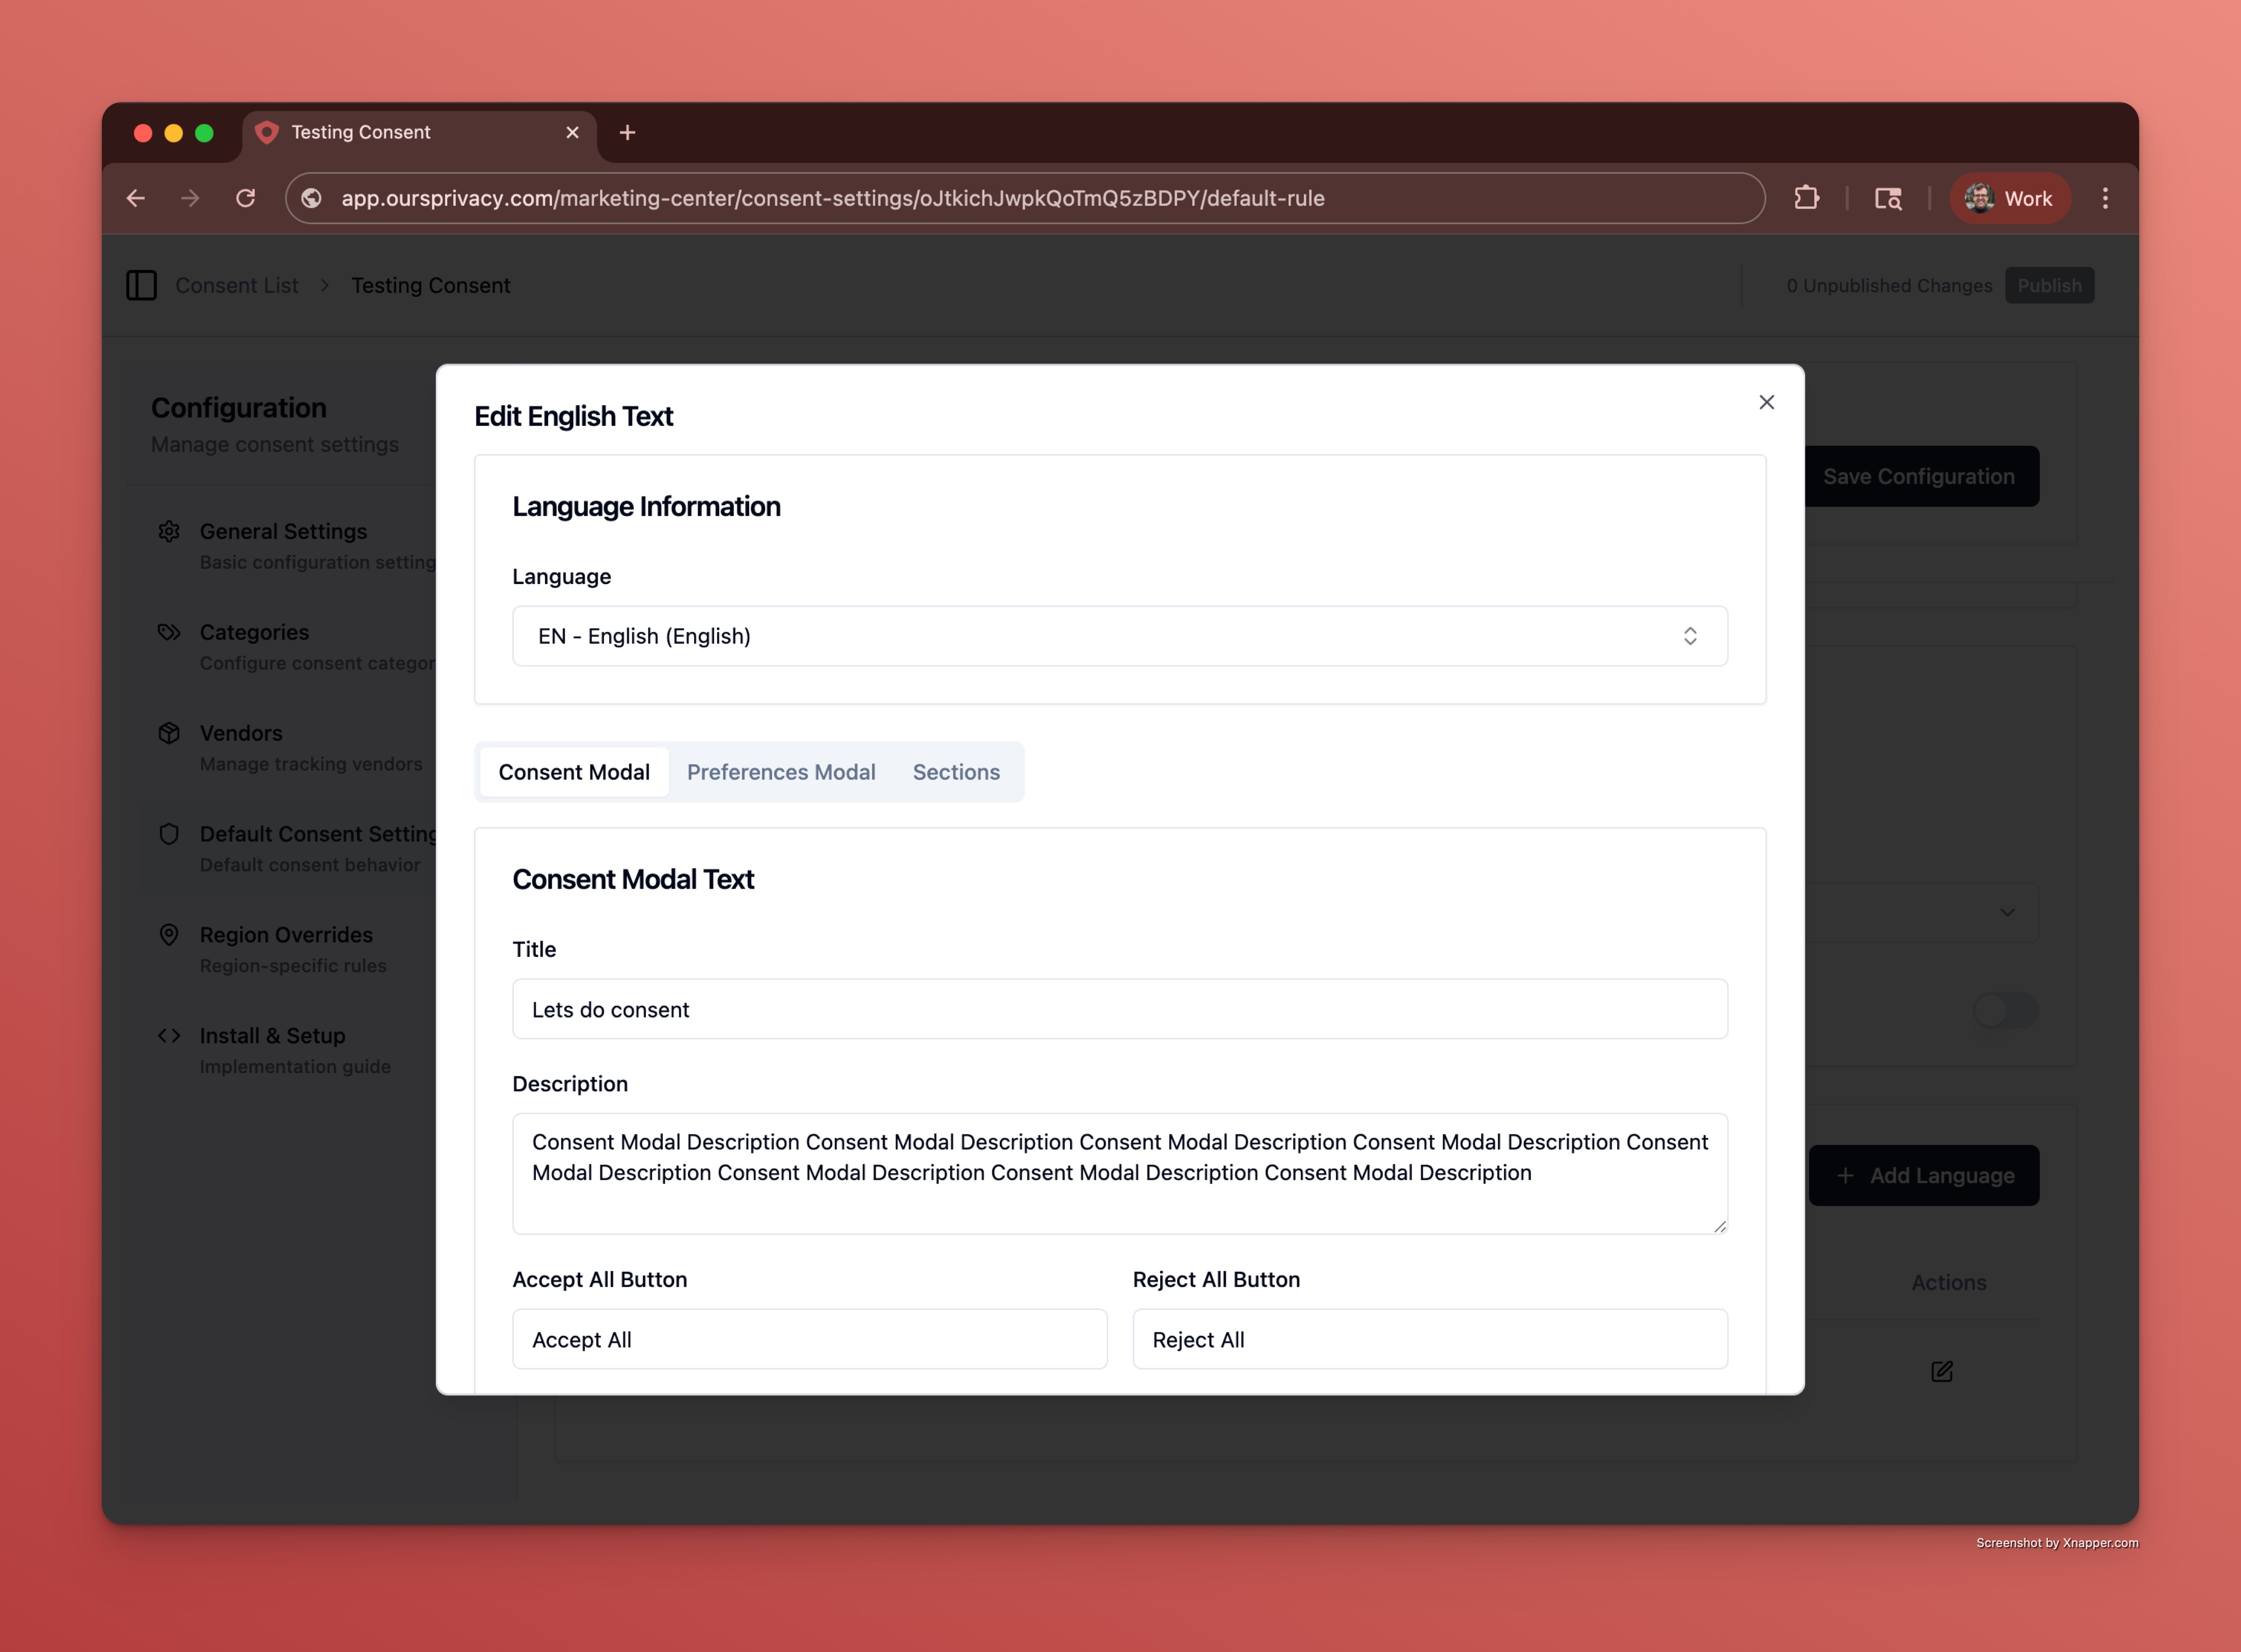 Testing Consent
app.oursprivacy.com/marketing-center/consent-settings/oJtkichJwpkQoTmQ5zBDPY/default-rule
Work
Consent List
Testing Consent
0 Unpublished Changes
Publish
Configuration
Manage consent settings
General Settings
Basic configuration setting
Categories
Configure consent categor
Vendors
Manage tracking vendors
Default Consent Setting
Default consent behavior
Region Overrides
Region-specific rules
Install & Setup
Implementation guide
Edit English Text
Language Information
Language
EN - English (English)
Consent Modal
Preferences Modal
Sections
Consent Modal Text
Title
Lets do consent
Description
Consent Modal Description Consent Modal Description Consent Modal Description Consent Modal Description Consent
Modal Description Consent Modal Description Consent Modal Description Consent Modal Description
Accept All Button
Reject All Button
Accept All
Reject All
Save Configuration
Add Language
Actions
Screenshot by Xnapper.com